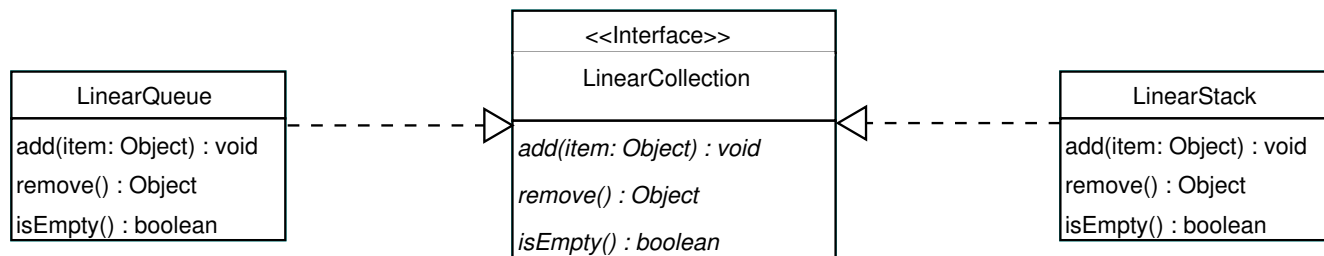 LinearQueue
add(item: Object) : void
remove() : Object
isEmpty() : boolean
<<Interface>>
LinearCollection
add(item: Object) : void
remove() : Object
isEmpty() : boolean
LinearStack
add(item: Object) : void
remove() : Object
isEmpty() : boolean